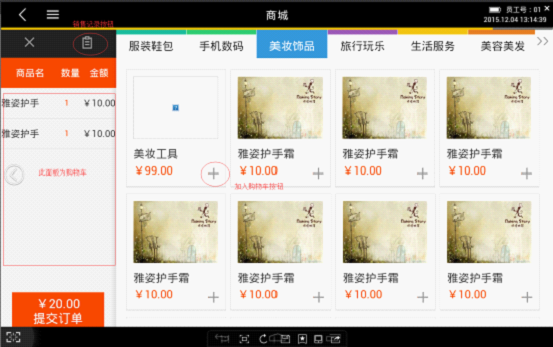 商城
员工号：81
2015.12.04 13:14:39
销售记录按钮
服装鞋包 手机数码 美妆饰品 旅行玩乐 生活服务 美容美发
商品名 数量 金额
雅姿护手 1 ￥10.00
雅姿护手 1 ￥10.00
此面板为购物车
美妆工具 雅姿护手霜 雅姿护手霜 雅姿护手霜
￥99.00 ￥10.00 ￥10.00 ￥10.00
加入购物车按钮
雅姿护手霜 雅姿护手霜 雅姿护手霜 雅姿护手霜
￥10.00 ￥10.00 ￥10.00 ￥10.00
￥20.00
提交订单